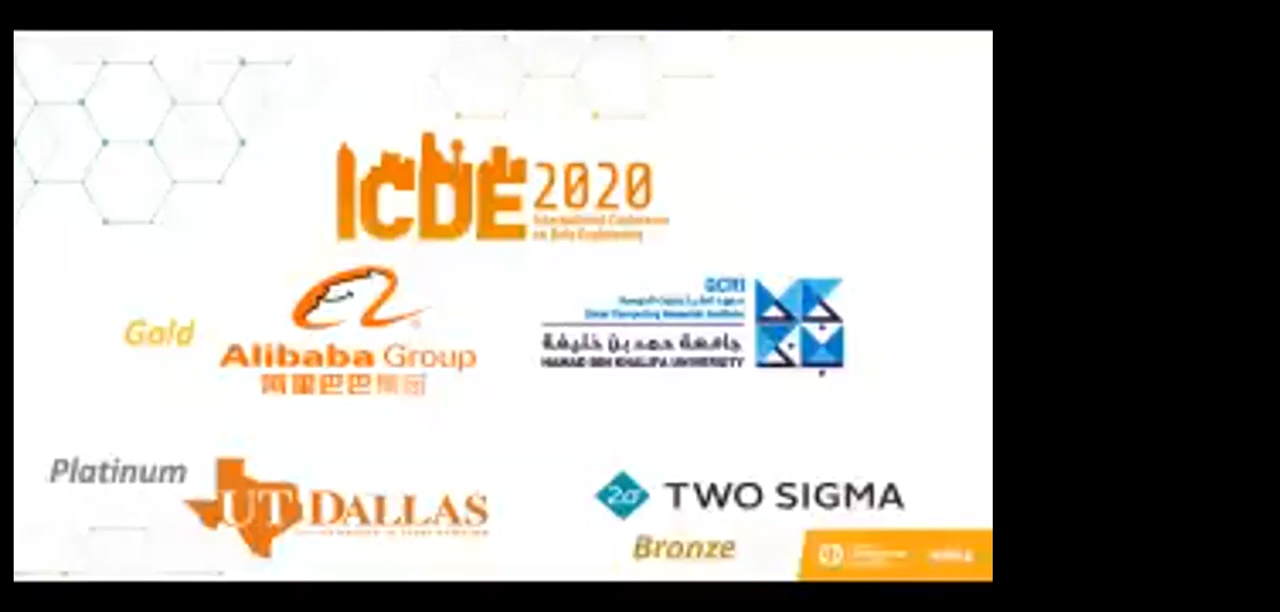 ICDE 2020
International Conference
on Data Engineering
Gold
Alibaba Group
阿里巴巴集团
QCRI
Qatar Computing Research Institute
جامعة حمد بن خليفة
HAMAD BIN KHALIFA UNIVERSITY
Platinum
UT DALLAS
2σ TWO SIGMA
Bronze